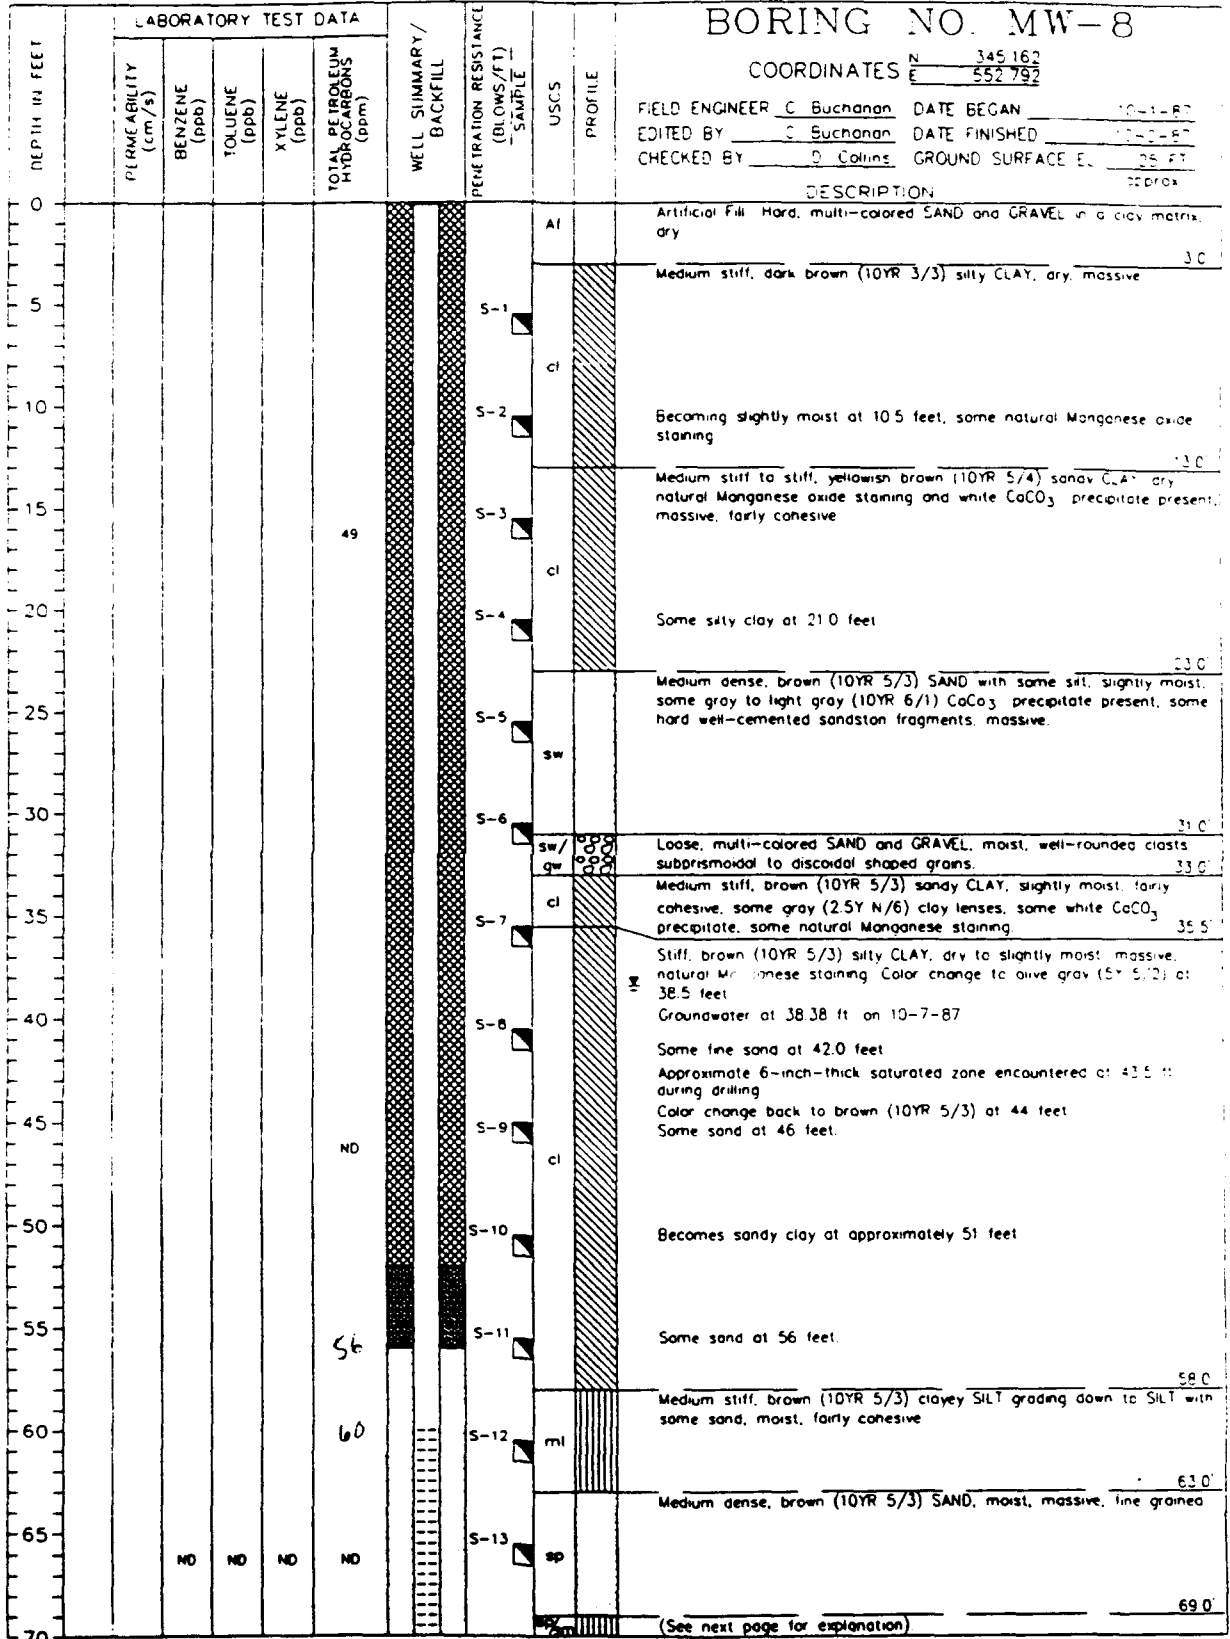 BORING NO. MW-8
COORDINATES N 345 162
E 552 792
FIELD ENGINEER C Buchanan DATE BEGAN 10-1-87
EDITED BY C Buchanan DATE FINISHED
CHECKED BY D Collins GROUND SURFACE EL
approx
LABORATORY TEST DATA
DEPTH IN FEET
PERMEABILITY (cm/s)
BENZENE (ppb)
TOLUENE (ppb)
XYLENE (ppb)
TOTAL PETROLEUM HYDROCARBONS (ppm)
WELL SUMMARY/ BACKFILL
PENETRATION RESISTANCE (BLOWS/FT)
SAMPLE
USCS
PROFILE
DESCRIPTION
0
Af
Artificial Fill Hard, multi-colored SAND and GRAVEL in a clay matrix,
dry
3.0'
Medium stiff, dark brown (10YR 3/3) silty CLAY, dry, massive
5
S-1
cl
10
S-2
Becoming slightly moist at 10.5 feet, some natural Manganese oxide
staining
13.0'
Medium stiff to stiff, yellowish brown (10YR 5/4) sandy CLAY dry
natural Manganese oxide staining and white CaCO3 precipitate present,
massive, fairly cohesive
15
S-3
49
cl
20
S-4
Some silty clay at 21.0 feet
23.0'
Medium dense, brown (10YR 5/3) SAND with some silt, slightly moist,
some gray to light gray (10YR 6/1) CaCo3 precipitate present, some
hard well-cemented sandston fragments, massive.
25
S-5
sw
30
S-6
31.0'
sw/
gw
Loose, multi-colored SAND and GRAVEL, moist, well-rounded clasts
subprismoidal to discoidal shaped grains.
33.0'
cl
Medium stiff, brown (10YR 5/3) sandy CLAY, slightly moist, fairly
cohesive, some gray (2.5Y N/6) clay lenses, some white CaCO3
precipitate, some natural Manganese staining.
35.5'
35
S-7
Stiff, brown (10YR 5/3) silty CLAY, dry to slightly moist, massive,
natural staining Color change to olive gray (5Y 5/2) at
38.5 feet
Groundwater at 38.38 ft on 10-7-87
40
S-8
Some fine sand at 42.0 feet
Approximate 6-inch-thick saturated zone encountered at 43.5 ft
during drilling
Color change back to brown (10YR 5/3) at 44 feet
45
S-9
Some sand at 46 feet.
ND
cl
50
S-10
Becomes sandy clay at approximately 51 feet
55
S-11
Some sand at 56 feet.
56
58.0'
Medium stiff, brown (10YR 5/3) clayey SILT grading down to SILT with
some sand, moist, fairly cohesive
60
60
S-12
ml
63.0'
Medium dense, brown (10YR 5/3) SAND, moist, massive, fine grained
65
S-13
sp
ND ND ND ND
69.0'
70
(See next page for explanation)